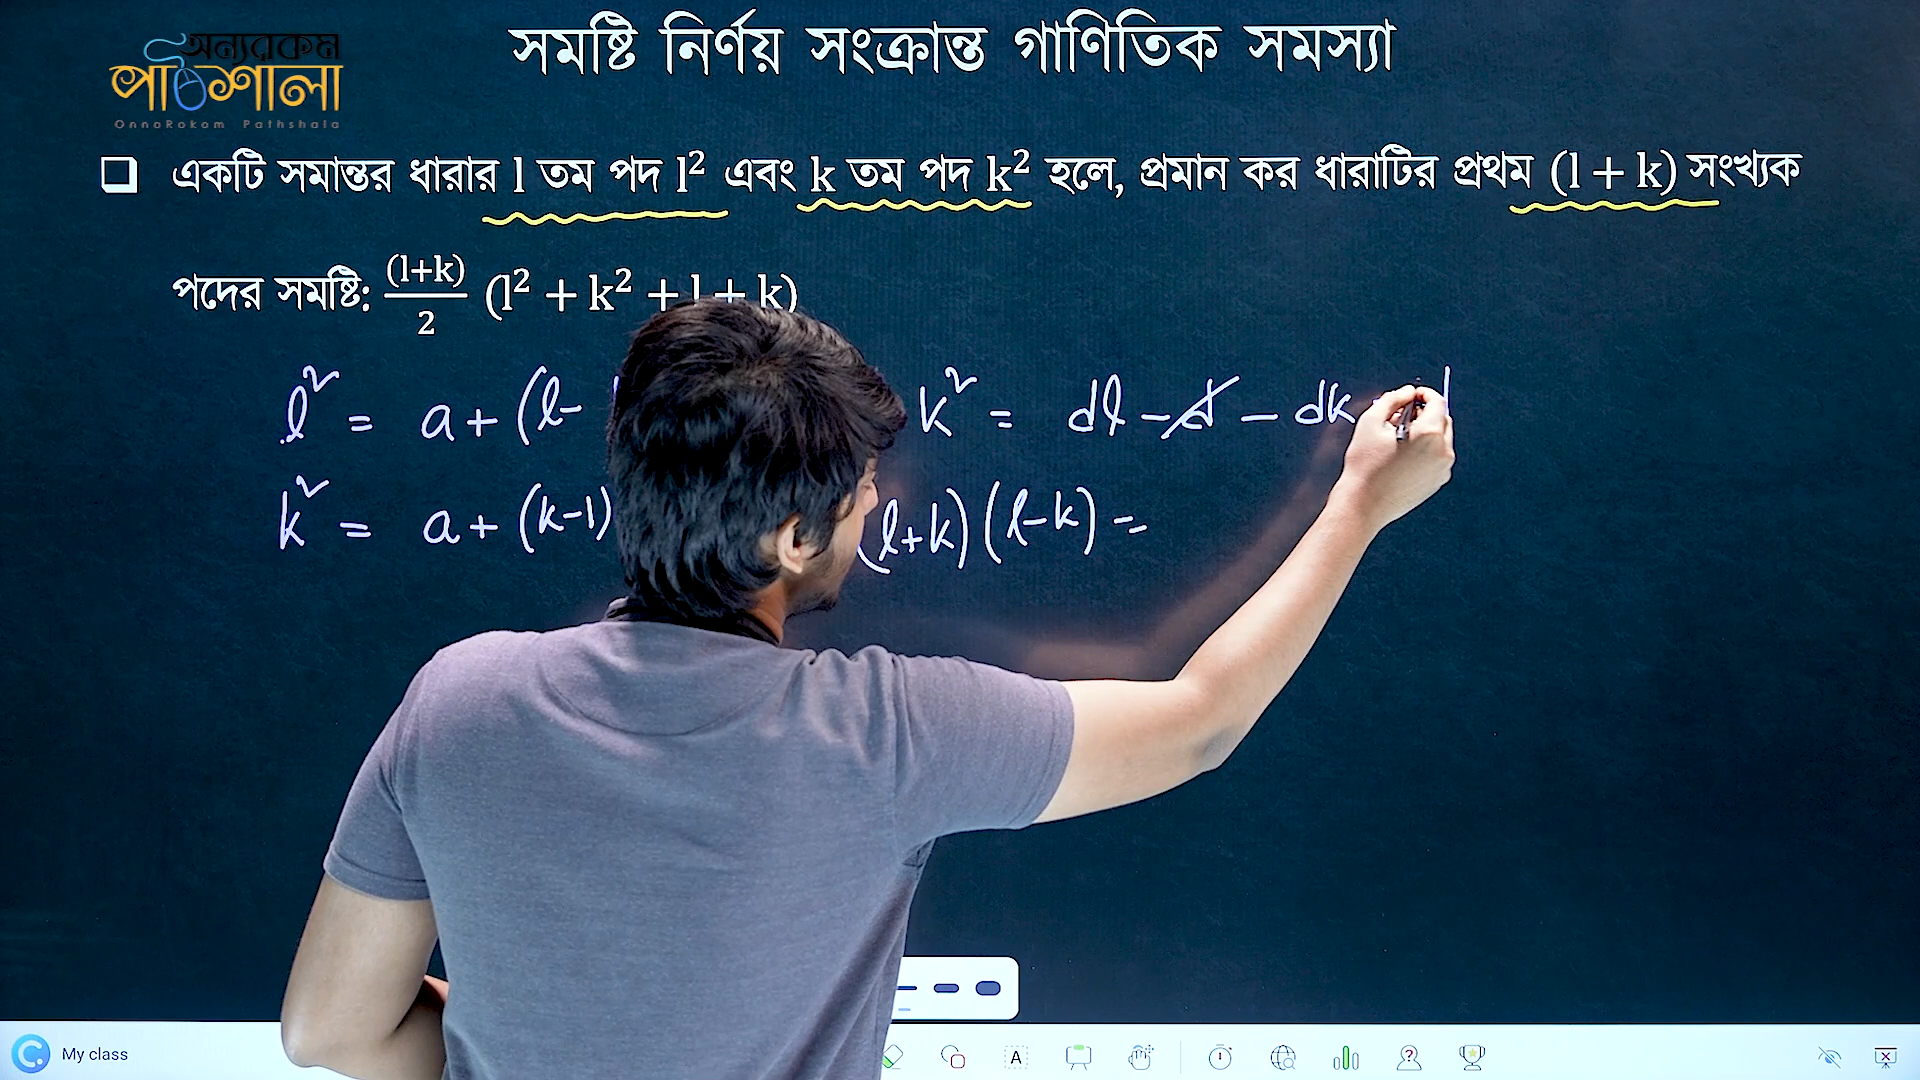 অন্যরকম
পাঠশালা
OnnoRokom Pathshala
সমষ্টি নির্ণয় সংক্রান্ত গাণিতিক সমস্যা
একটি সমান্তর ধারার l তম পদ l² এবং k তম পদ k² হলে, প্রমান কর ধারাটির প্রথম (l + k) সংখ্যক
পদের সমষ্টি: (l+k)/2 (l² + k² + l + k)
l² = a + (l - k² = dl - d - dk
k² = a + (k-1) (l+k) (l-k) =
A
My class